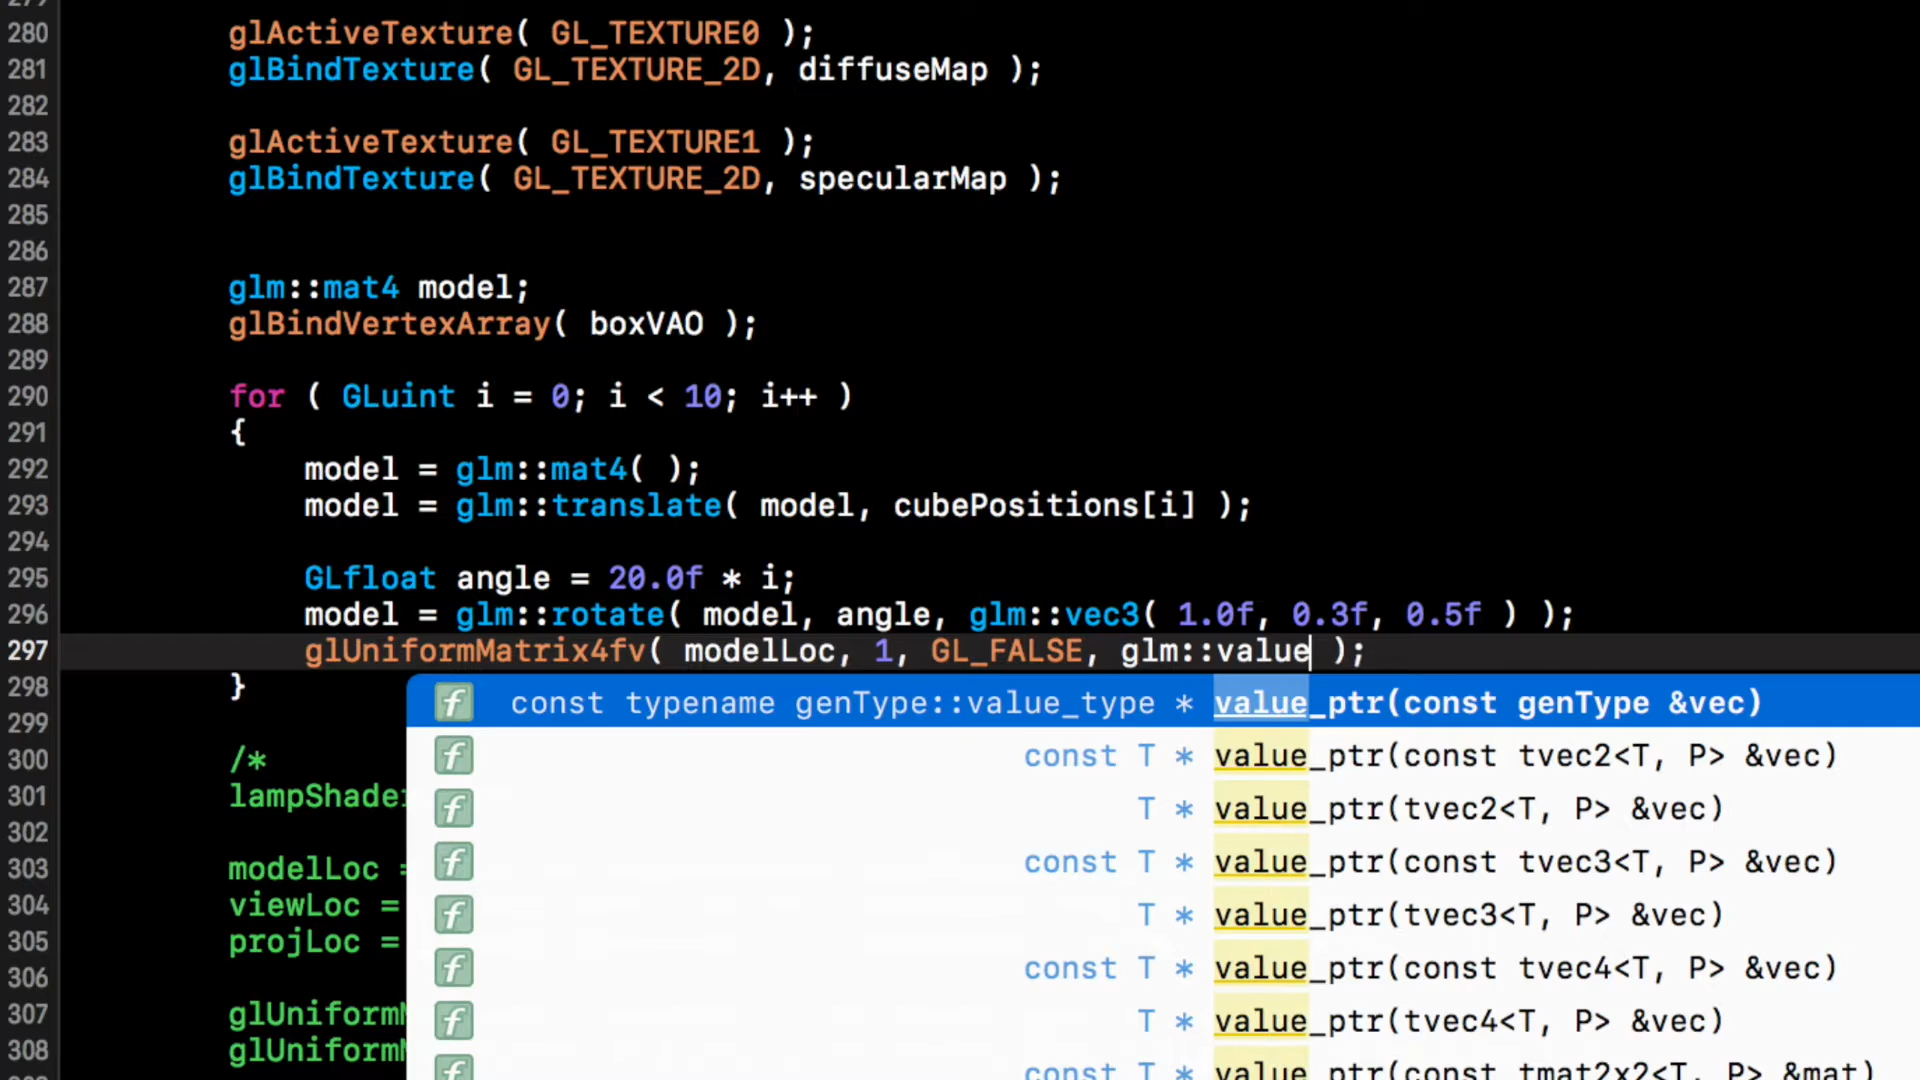 279
280 glActiveTexture( GL_TEXTURE0 );
281 glBindTexture( GL_TEXTURE_2D, diffuseMap );
282
283 glActiveTexture( GL_TEXTURE1 );
284 glBindTexture( GL_TEXTURE_2D, specularMap );
285
286
287 glm::mat4 model;
288 glBindVertexArray( boxVAO );
289
290 for ( GLuint i = 0; i < 10; i++ )
291 {
292 model = glm::mat4( );
293 model = glm::translate( model, cubePositions[i] );
294
295 GLfloat angle = 20.0f * i;
296 model = glm::rotate( model, angle, glm::vec3( 1.0f, 0.3f, 0.5f ) );
297 glUniformMatrix4fv( modelLoc, 1, GL_FALSE, glm::value );
298 }
f const typename genType::value_type * value_ptr(const genType &vec)
299
300 /*
f const T * value_ptr(const tvec2<T, P> &vec)
301 lampShader
f T * value_ptr(tvec2<T, P> &vec)
302
303 modelLoc =
f const T * value_ptr(const tvec3<T, P> &vec)
304 viewLoc =
f T * value_ptr(tvec3<T, P> &vec)
305 projLoc =
306
f const T * value_ptr(const tvec4<T, P> &vec)
307 glUniformM
f T * value_ptr(tvec4<T, P> &vec)
308 glUniformM
f const T * value_ptr(const tmat2x2<T, P> &mat)